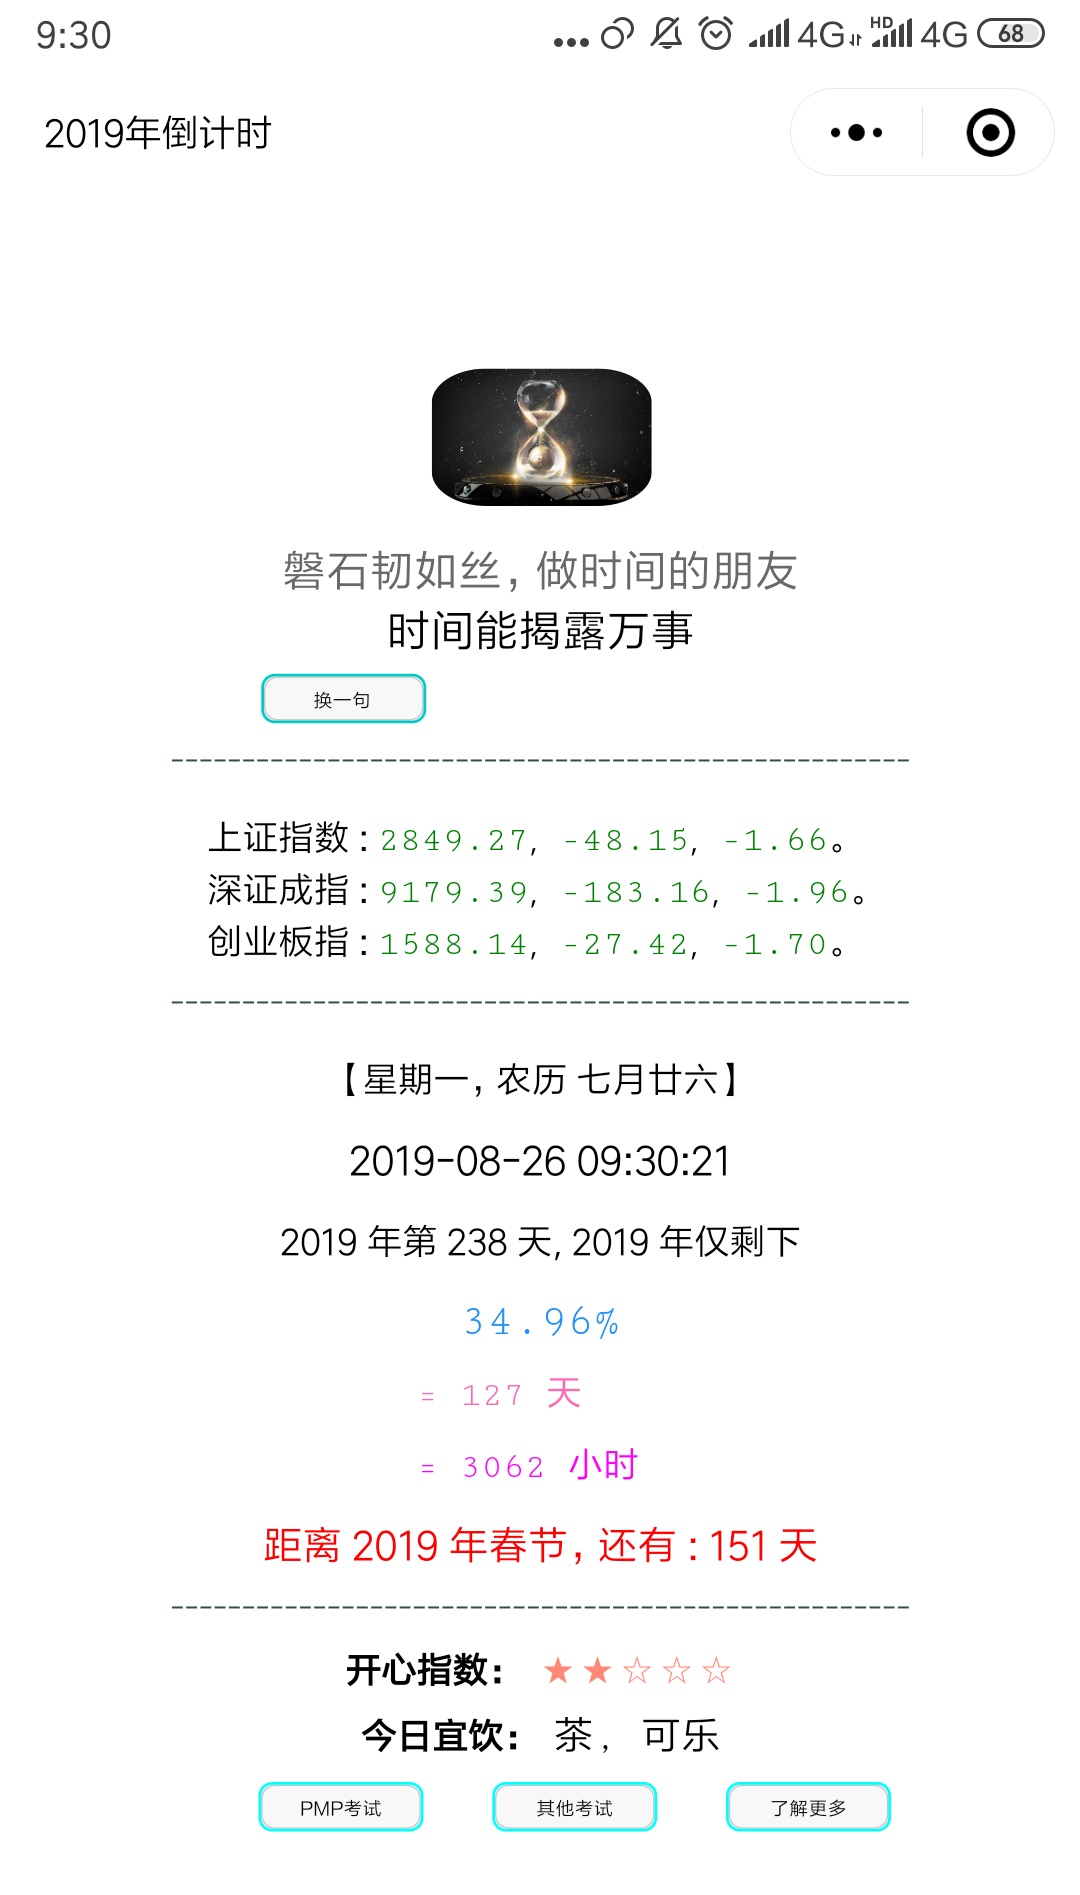 9:30
4G HD 4G 68
2019年倒计时
磐石韧如丝，做时间的朋友
时间能揭露万事
换一句
----------------------------------------------------
上证指数：2849.27, -48.15, -1.66。
深证成指：9179.39, -183.16, -1.96。
创业板指：1588.14, -27.42, -1.70。
----------------------------------------------------
【星期一，农历 七月廿六】
2019-08-26 09:30:21
2019 年第 238 天, 2019 年仅剩下
34.96%
= 127 天
= 3062 小时
距离 2019 年春节，还有：151 天
----------------------------------------------------
开心指数： ★★☆☆☆
今日宜饮： 茶， 可乐
PMP考试 其他考试 了解更多